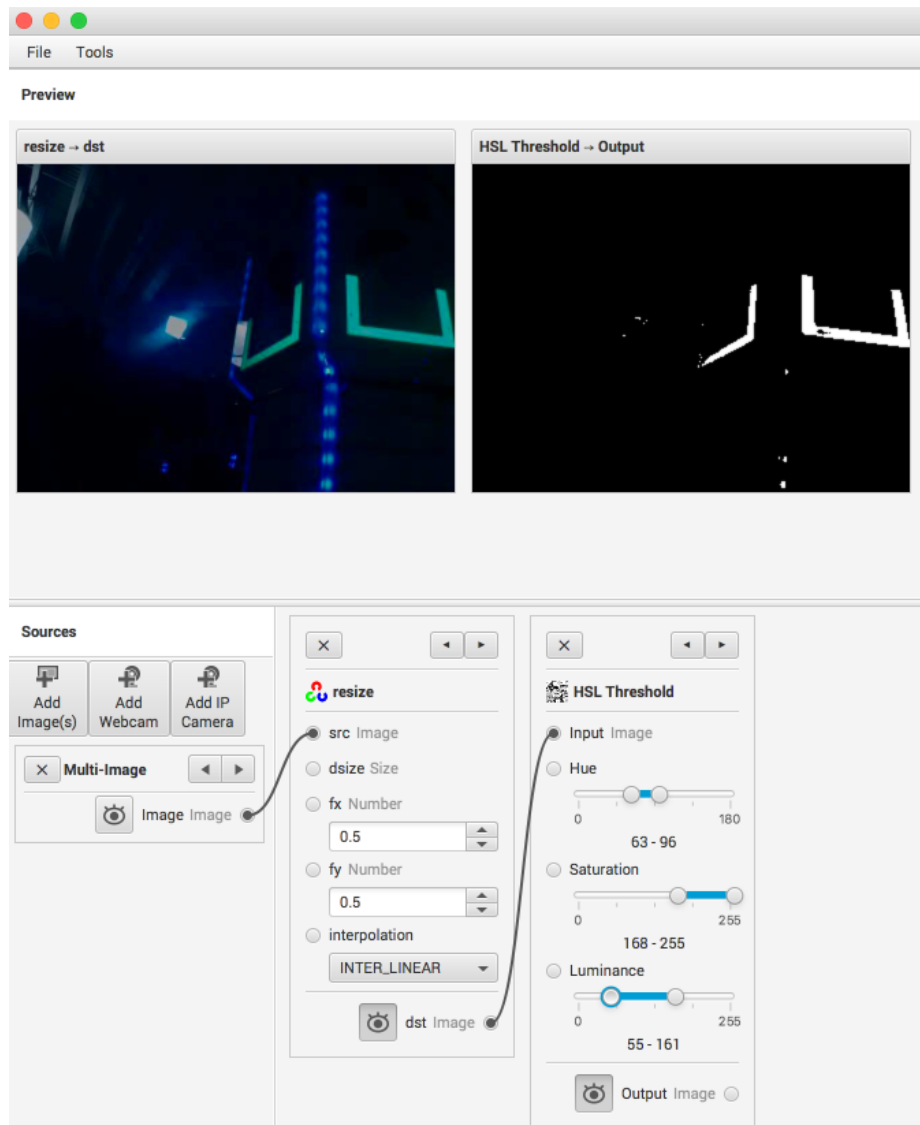 File Tools
Preview
resize → dst
HSL Threshold → Output
Sources
Add Image(s)
Add Webcam
Add IP Camera
Multi-Image
Image Image
resize
src Image
dsize Size
fx Number
0.5
fy Number
0.5
interpolation
INTER_LINEAR
dst Image
HSL Threshold
Input Image
Hue
0 180
63 - 96
Saturation
0 255
168 - 255
Luminance
0 255
55 - 161
Output Image